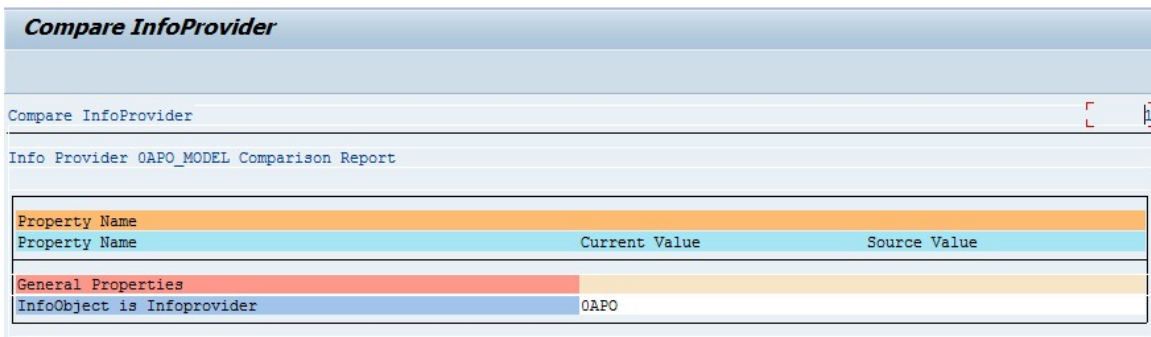 Compare InfoProvider
Compare InfoProvider 1
Info Provider 0APO_MODEL Comparison Report
Property Name
Property Name Current Value Source Value
General Properties
InfoObject is Infoprovider 0APO